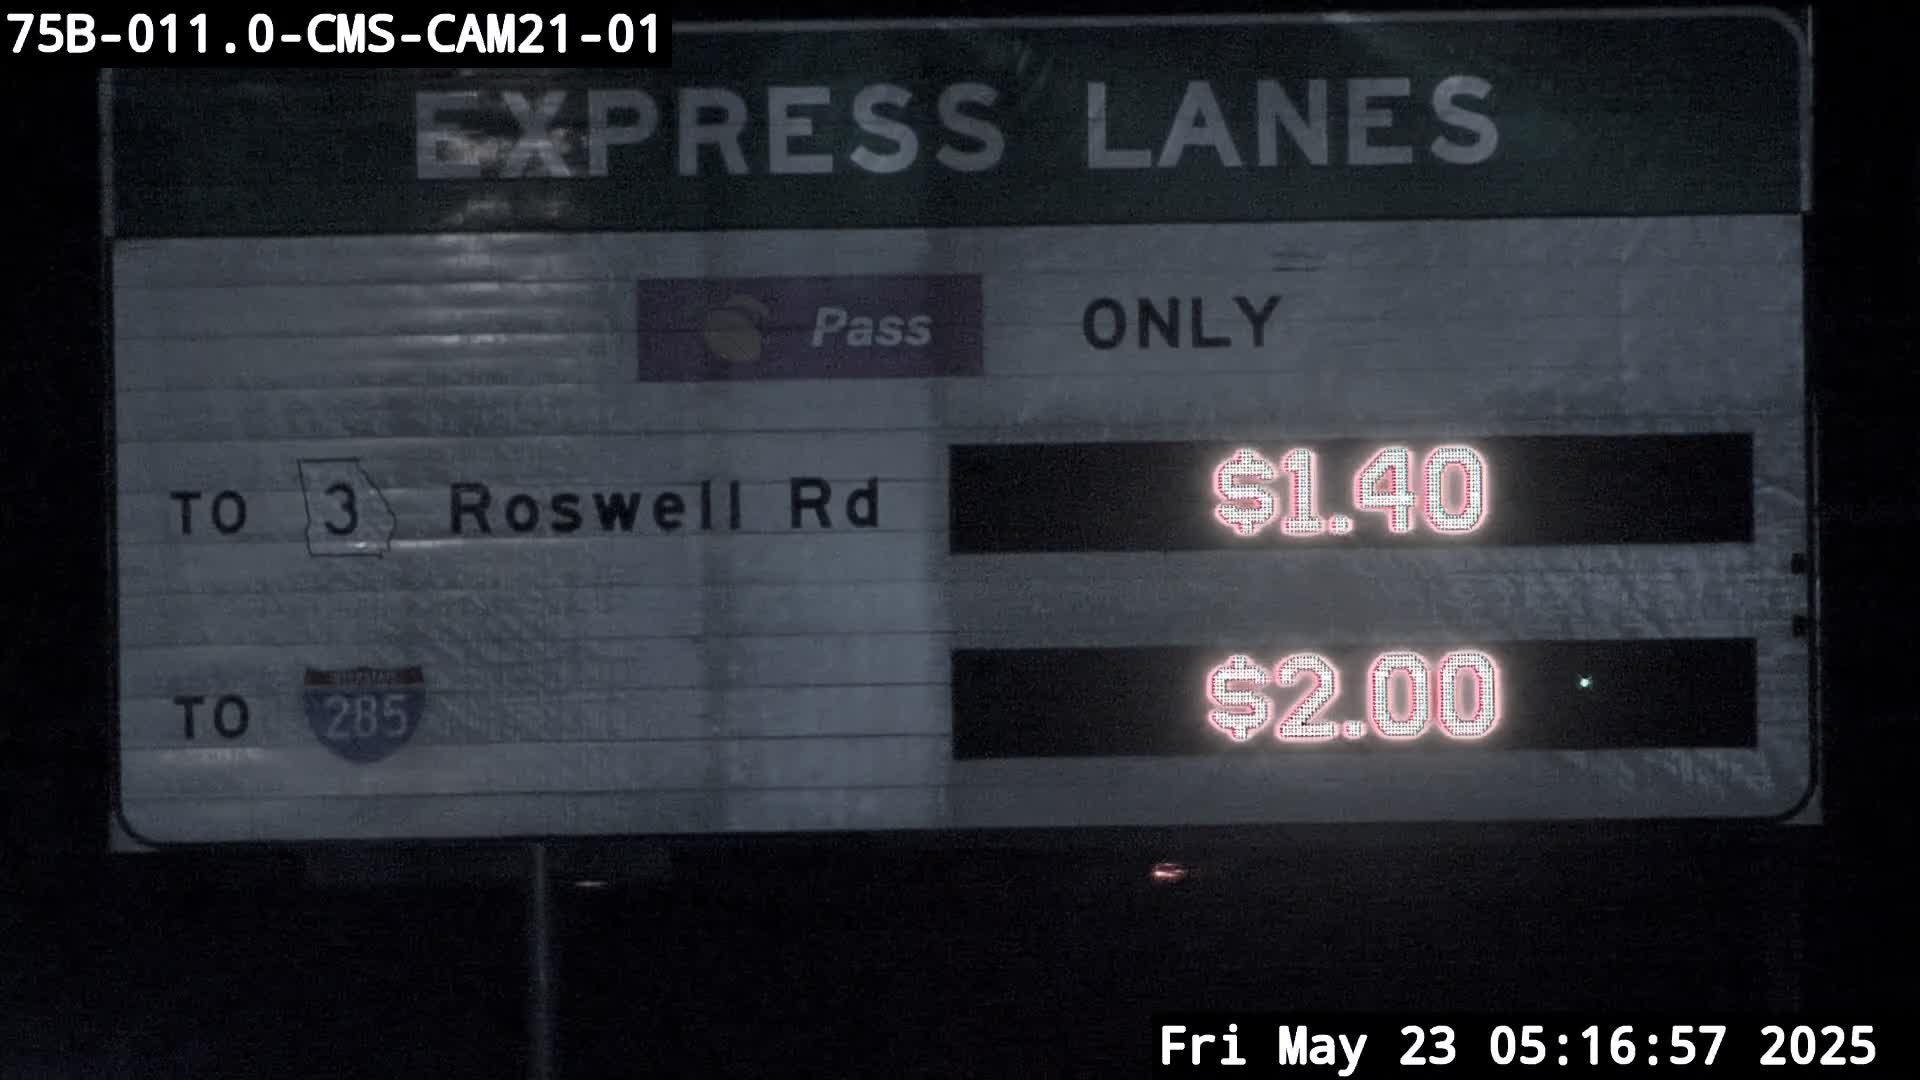 75B-011.0-CMS-CAM21-01
EXPRESS LANES
Pass ONLY
TO 3 Roswell Rd $1.40
TO INTERSTATE 285 $2.00
Fri May 23 05:16:57 2025